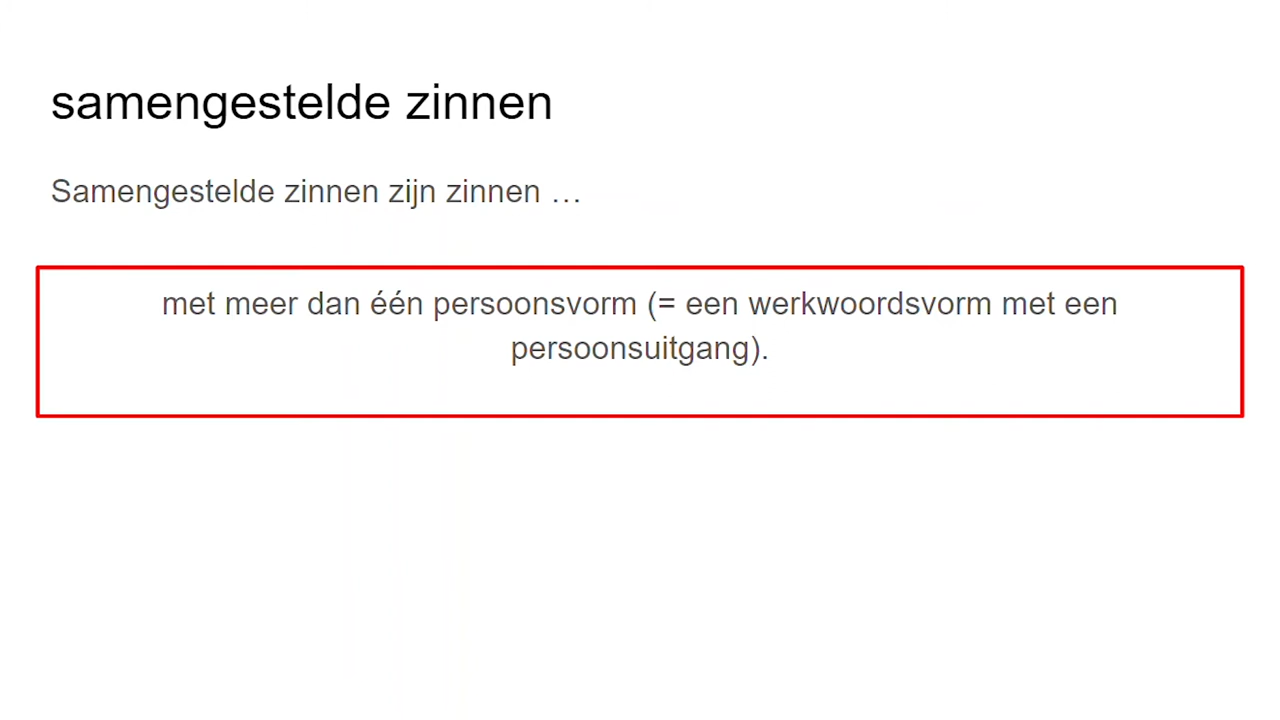 samengestelde zinnen
Samengestelde zinnen zijn zinnen …
met meer dan één persoonsvorm (= een werkwoordsvorm met een
persoonsuitgang).